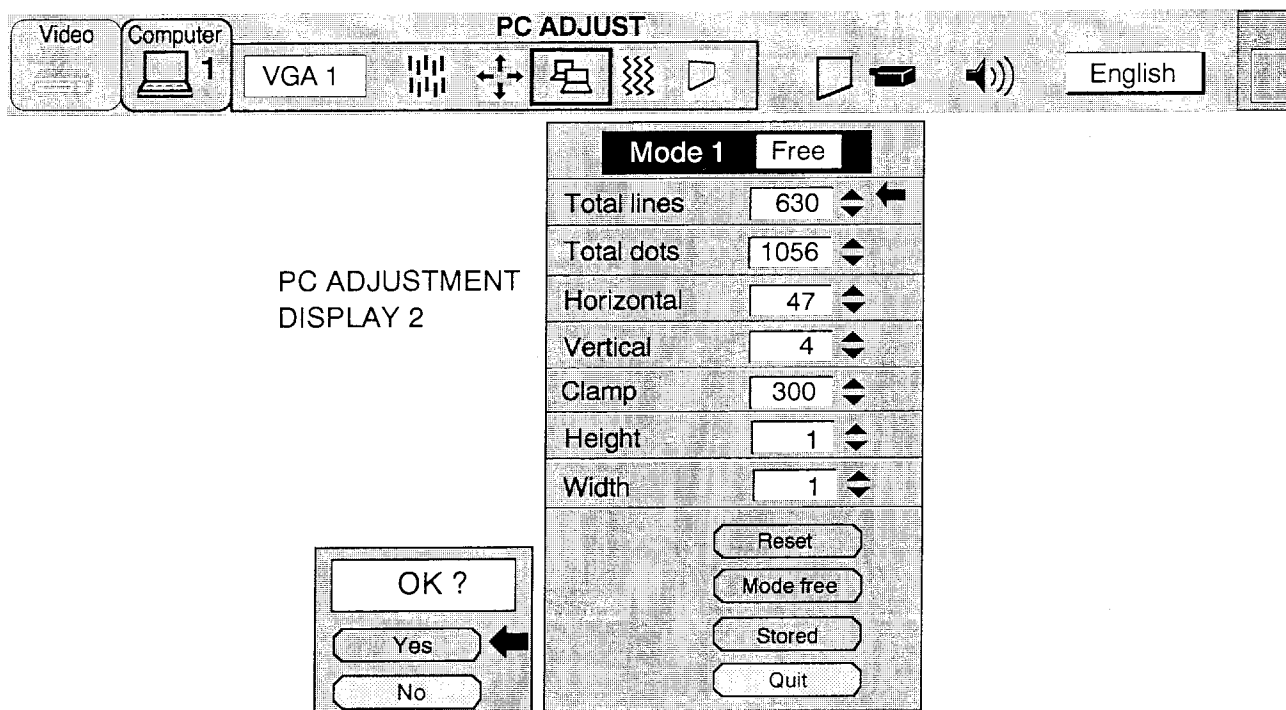 PC ADJUST
Video
Computer
1
VGA 1
English
Mode 1 Free
Total lines 630
Total dots 1056
Horizontal 47
Vertical 4
Clamp 300
Height 1
Width 1
Reset
Mode free
Stored
Quit
PC ADJUSTMENT
DISPLAY 2
OK ?
Yes
No